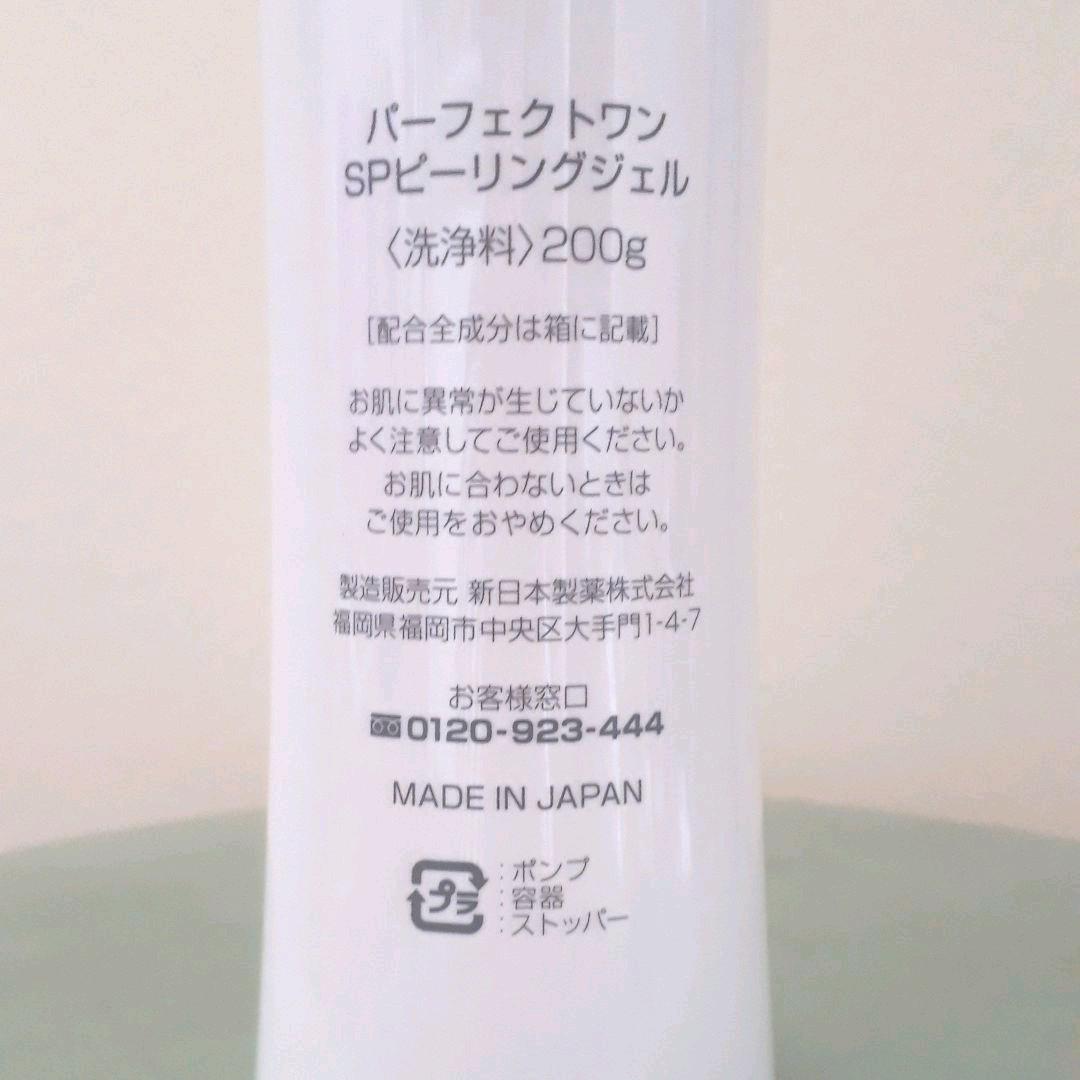 パーフェクトワン
SPピーリングジェル
〈洗浄料〉200g
[配合全成分は箱に記載]
お肌に異常が生じていないか
よく注意してご使用ください。
お肌に合わないときは
ご使用をおやめください。
製造販売元 新日本製薬株式会社
福岡県福岡市中央区大手門1-4-7
お客様窓口
0120-923-444
MADE IN JAPAN
プラ
:ポンプ
:容器
:ストッパー